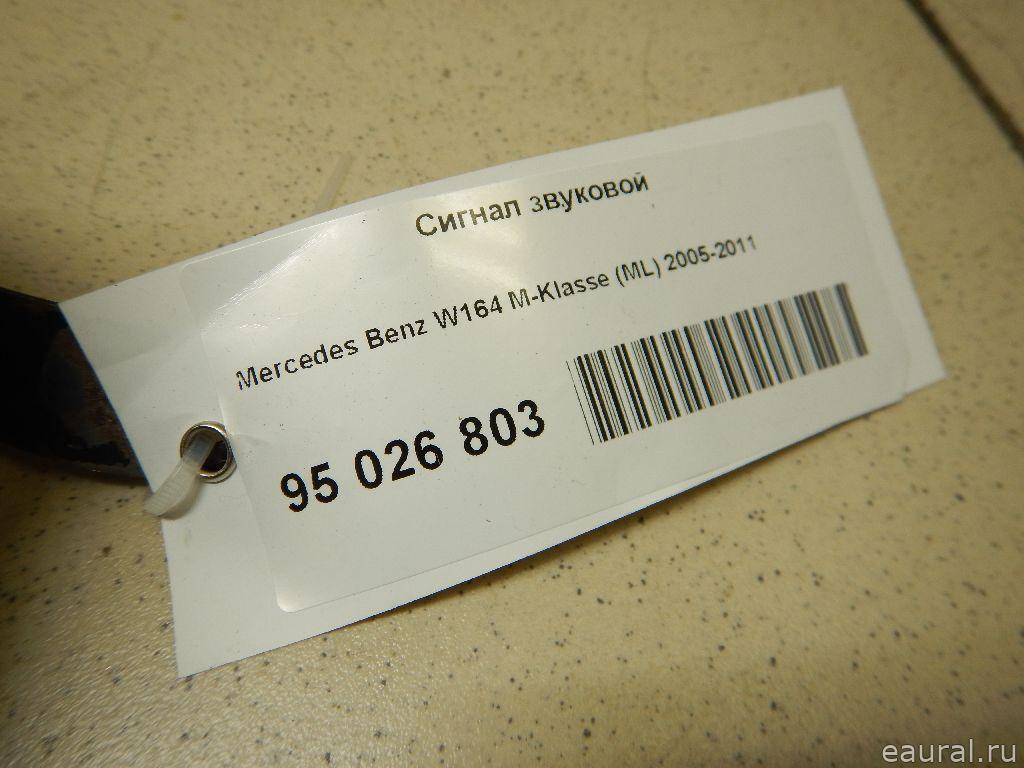 Сигнал звуковой
Mercedes Benz W164 M-Klasse (ML) 2005-2011
95 026 803
eaural.ru